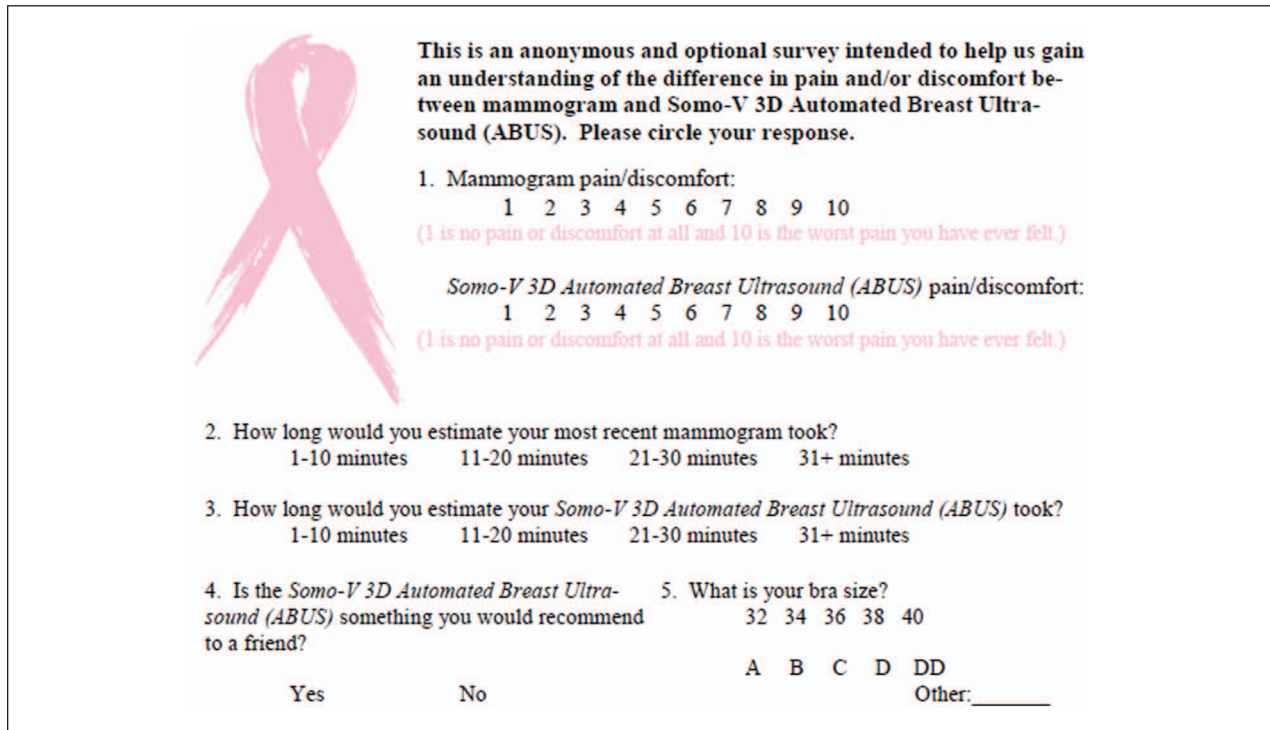 This is an anonymous and optional survey intended to help us gain
an understanding of the difference in pain and/or discomfort be-
tween mammogram and Somo-V 3D Automated Breast Ultra-
sound (ABUS).  Please circle your response.
1.  Mammogram pain/discomfort:
1 2 3 4 5 6 7 8 9 10
(1 is no pain or discomfort at all and 10 is the worst pain you have ever felt.)
Somo-V 3D Automated Breast Ultrasound (ABUS) pain/discomfort:
1 2 3 4 5 6 7 8 9 10
(1 is no pain or discomfort at all and 10 is the worst pain you have ever felt.)
2.  How long would you estimate your most recent mammogram took?
1-10 minutes 11-20 minutes 21-30 minutes 31+ minutes
3.  How long would you estimate your Somo-V 3D Automated Breast Ultrasound (ABUS) took?
1-10 minutes 11-20 minutes 21-30 minutes 31+ minutes
4.  Is the Somo-V 3D Automated Breast Ultra-
sound (ABUS) something you would recommend
to a friend?
Yes No
5.  What is your bra size?
32 34 36 38 40
A B C D DD
Other:_______